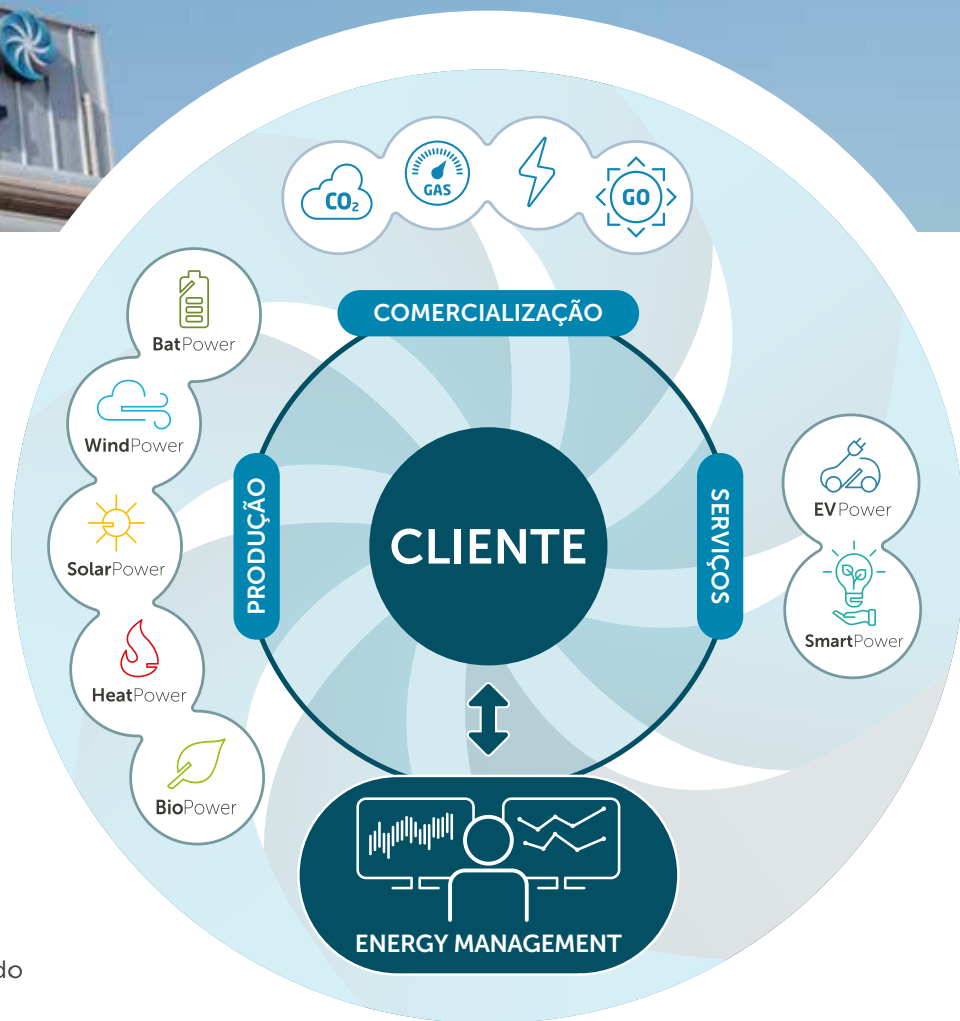 CO₂
GAS
GO
COMERCIALIZAÇÃO
BatPower
WindPower
SolarPower
HeatPower
BioPower
PRODUÇÃO
CLIENTE
SERVIÇOS
EVPower
SmartPower
ENERGY MANAGEMENT
do